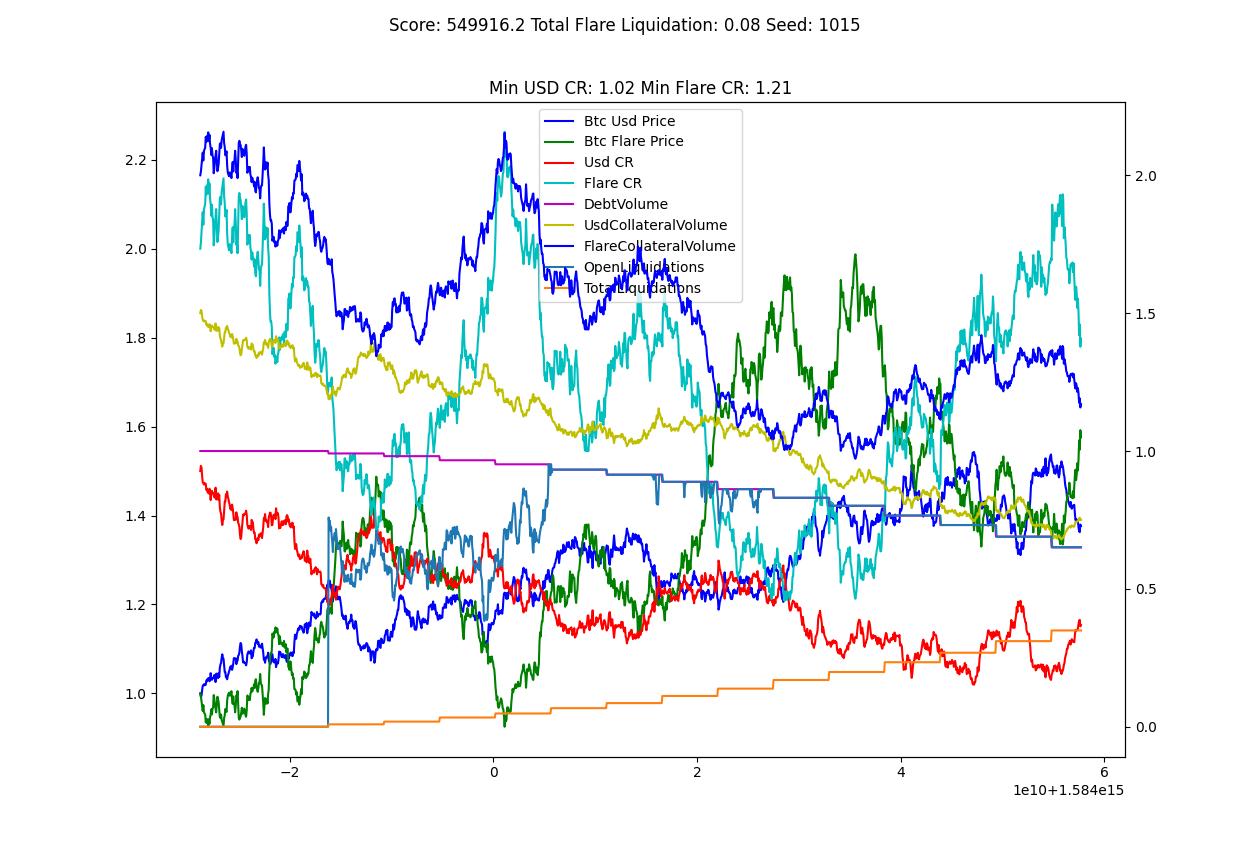 Score: 549916.2 Total Flare Liquidation: 0.08 Seed: 1015
Min USD CR: 1.02 Min Flare CR: 1.21
Btc Usd Price
Btc Flare Price
Usd CR
Flare CR
DebtVolume
UsdCollateralVolume
FlareCollateralVolume
OpenLiquidations
TotalLiquidations
2.2
2.0
1.8
1.6
1.4
1.2
1.0
2.0
1.5
1.0
0.5
0.0
−2
0
2
4
6
1e10+1.584e15